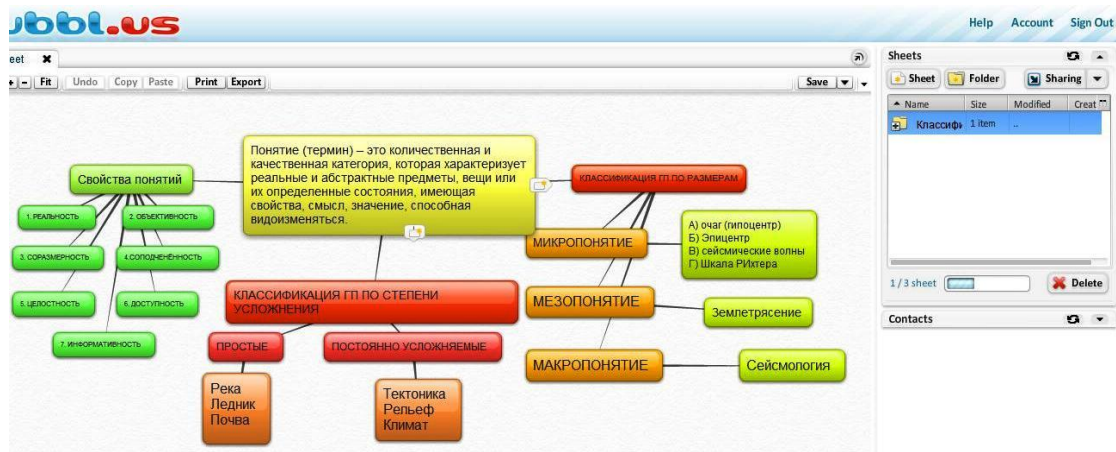 bubbl.us
Help Account Sign Out
eet ✖
+ - Fit Undo Copy Paste Print Export
Save
Sheets
Sheet Folder Sharing
Name Size Modified Creat
Классифи 1 item ..
1 / 3 sheet Delete
Contacts
Понятие (термин) – это количественная и
качественная категория, которая характеризует
реальные и абстрактные предметы, вещи или
их определенные состояния, имеющая
свойства, смысл, значение, способная
видоизменяться.
Свойства понятий
1. РЕАЛЬНОСТЬ
2. ОБЪЕКТИВНОСТЬ
3. СОРАЗМЕРНОСТЬ
4.СОПОДЧЕНЁННОСТЬ
5. ЦЕЛОСТНОСТЬ
6. ДОСТУПНОСТЬ
7. ИНФОРМАТИВНОСТЬ
КЛАССИФИКАЦИЯ ГП ПО СТЕПЕНИ
УСЛОЖНЕНИЯ
ПРОСТЫЕ
ПОСТОЯННО УСЛОЖНЯЕМЫЕ
Река
Ледник
Почва
Тектоника
Рельеф
Климат
КЛАССИФИКАЦИЯ ГП ПО РАЗМЕРАМ
МИКРОПОНЯТИЕ
А) очаг (гипоцентр)
Б) Эпицентр
В) сейсмические волны
Г) Шкала РИхтера
МЕЗОПОНЯТИЕ
Землетрясение
МАКРОПОНЯТИЕ
Сейсмология